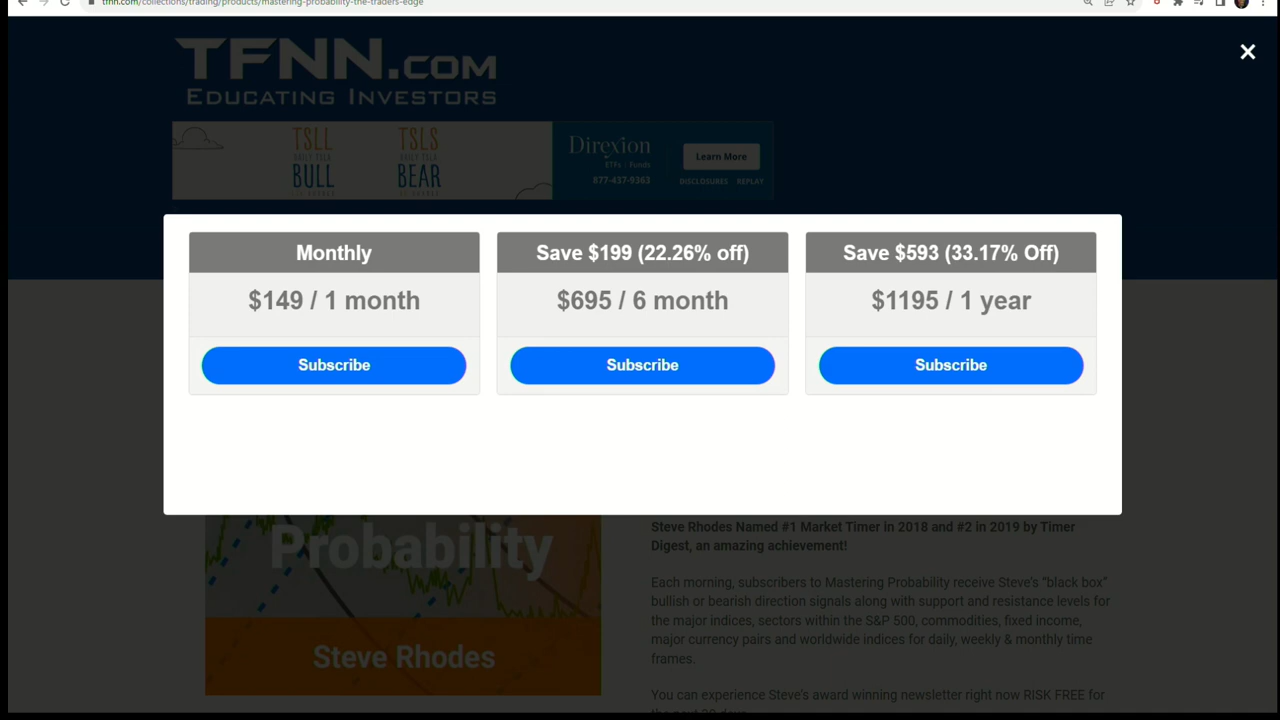 tfnn.com/collections/trading/products/mastering-probability-the-traders-edge
TFNN.COM
EDUCATING INVESTORS
TSLL
BULL
TSLS
BEAR
Direxion
ETFs | Funds
877-437-9363
Learn More
DISCLOSURES REPLAY
Monthly
$149 / 1 month
Subscribe
Save $199 (22.26% off)
$695 / 6 month
Subscribe
Save $593 (33.17% Off)
$1195 / 1 year
Subscribe
Probability
Steve Rhodes
Steve Rhodes Named #1 Market Timer in 2018 and #2 in 2019 by Timer
Digest, an amazing achievement!
Each morning, subscribers to Mastering Probability receive Steve's "black box"
bullish or bearish direction signals along with support and resistance levels for
the major indices, sectors within the S&P 500, commodities, fixed income,
major currency pairs and worldwide indices for daily, weekly & monthly time
frames.
You can experience Steve's award winning newsletter right now RISK FREE for